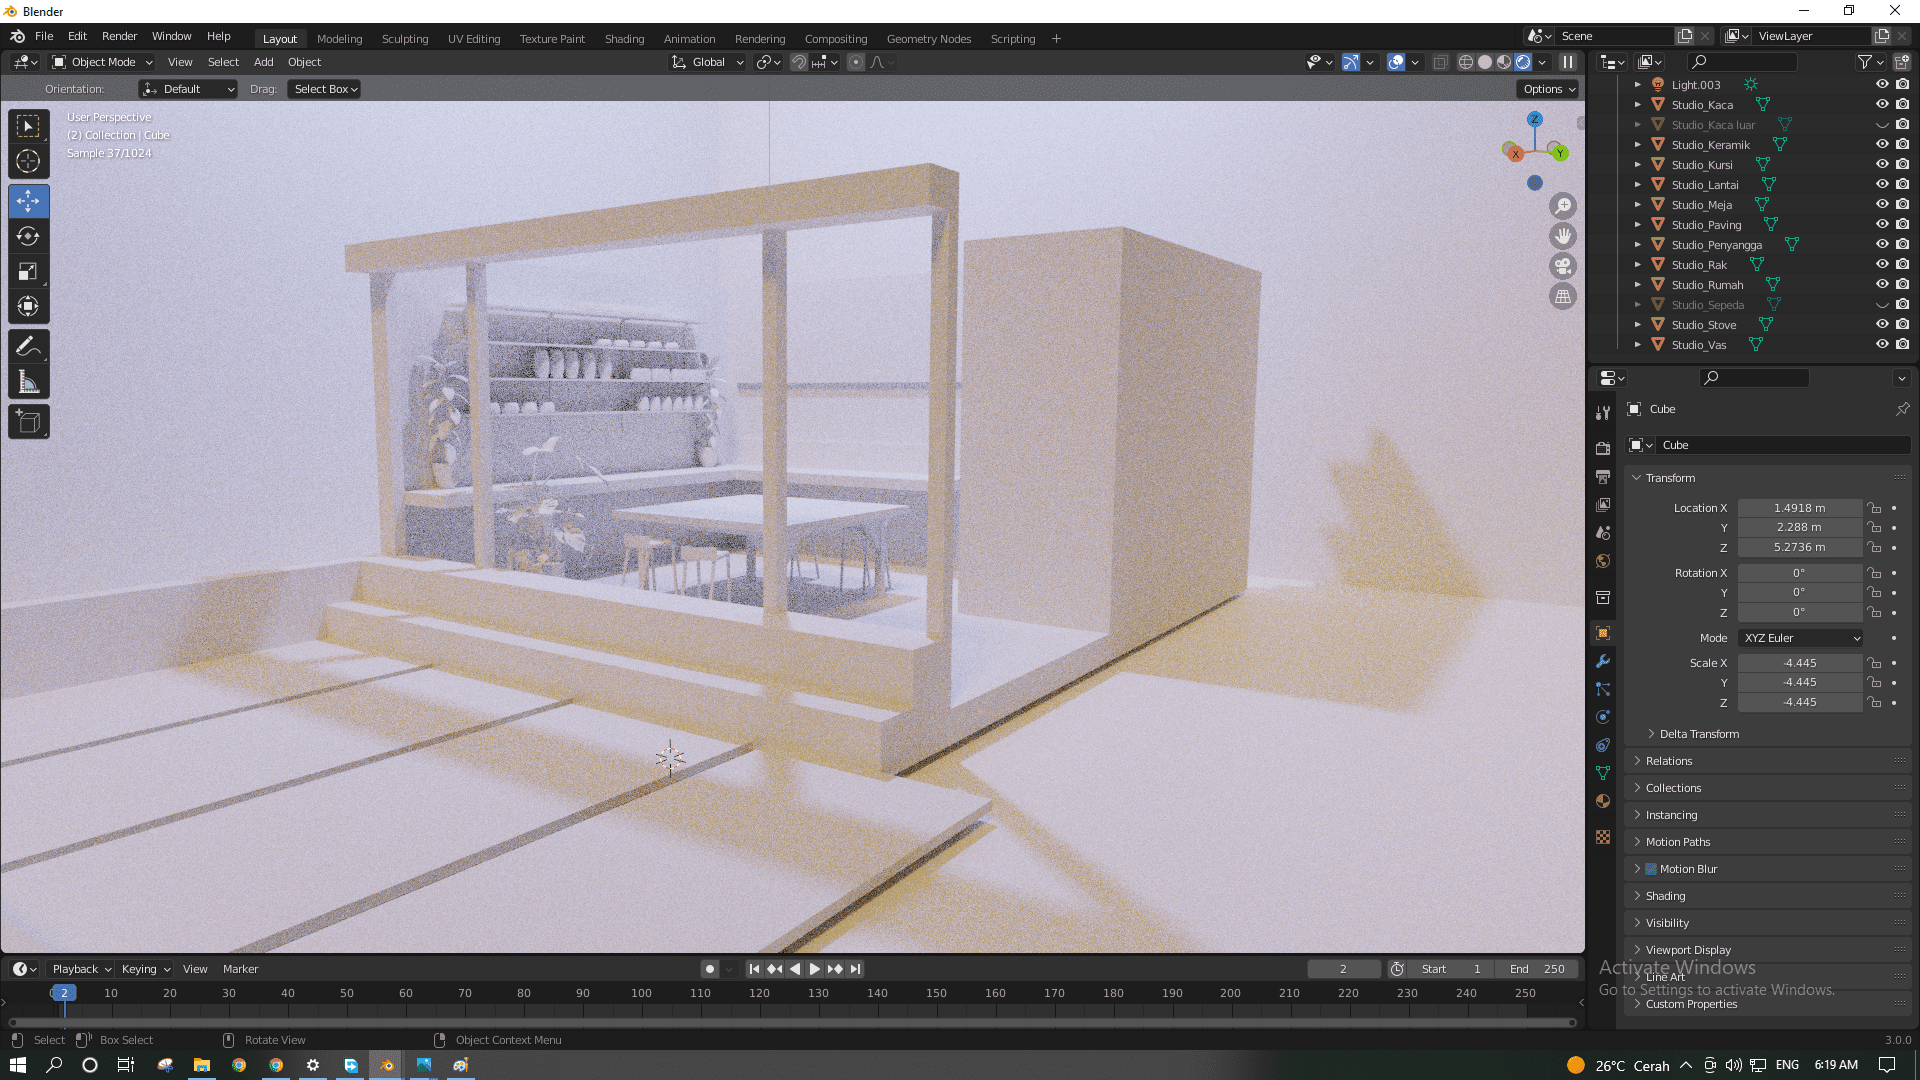 Blender
File Edit Render Window Help Layout Modeling Sculpting UV Editing Texture Paint Shading Animation Rendering Compositing Geometry Nodes Scripting + Scene ViewLayer
Object Mode View Select Add Object Global
Orientation: Default Drag: Select Box Options
User Perspective
(2) Collection | Cube
Sample 37/1024
Z
X
Y
Light.003
Studio_Kaca
Studio_Kaca luar
Studio_Keramik
Studio_Kursi
Studio_Lantai
Studio_Meja
Studio_Paving
Studio_Penyangga
Studio_Rak
Studio_Rumah
Studio_Sepeda
Studio_Stove
Studio_Vas
Cube
Cube
Transform
Location X 1.4918 m
Y 2.288 m
Z 5.2736 m
Rotation X 0°
Y 0°
Z 0°
Mode XYZ Euler
Scale X -4.445
Y -4.445
Z -4.445
Delta Transform
Relations
Collections
Instancing
Motion Paths
Motion Blur
Shading
Visibility
Viewport Display
Line Art
Custom Properties
Activate Windows
Go to Settings to activate Windows.
Playback Keying View Marker 2 Start 1 End 250
0 2 10 20 30 40 50 60 70 80 90 100 110 120 130 140 150 160 170 180 190 200 210 220 230 240 250
Select Box Select Rotate View Object Context Menu 3.0.0
26°C Cerah ENG 6:19 AM